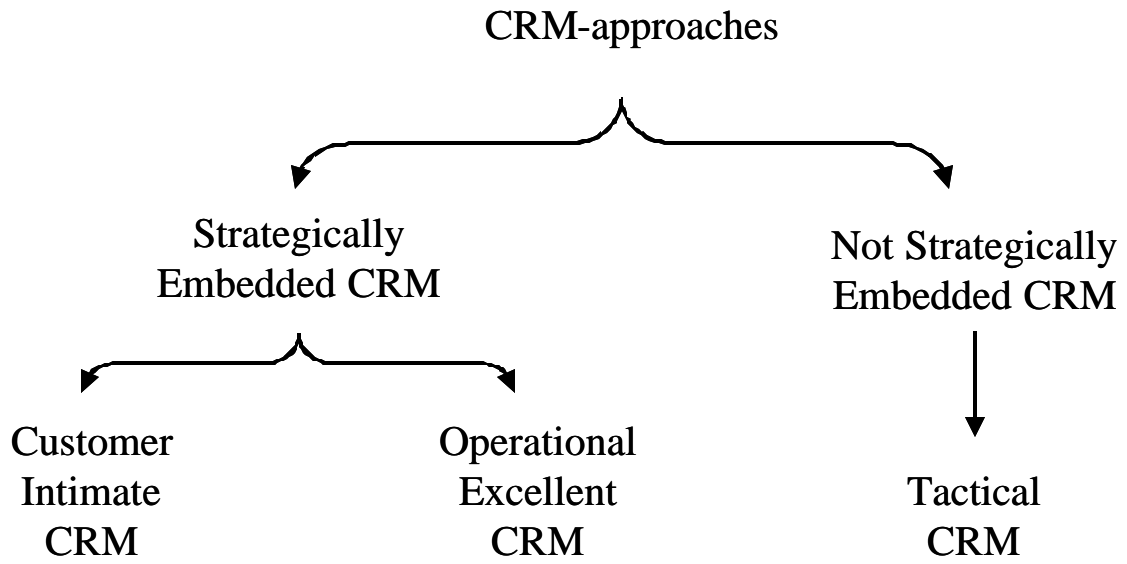 CRM-approaches
Strategically
Embedded CRM
Not Strategically
Embedded CRM
Customer
Intimate
CRM
Operational
Excellent
CRM
Tactical
CRM